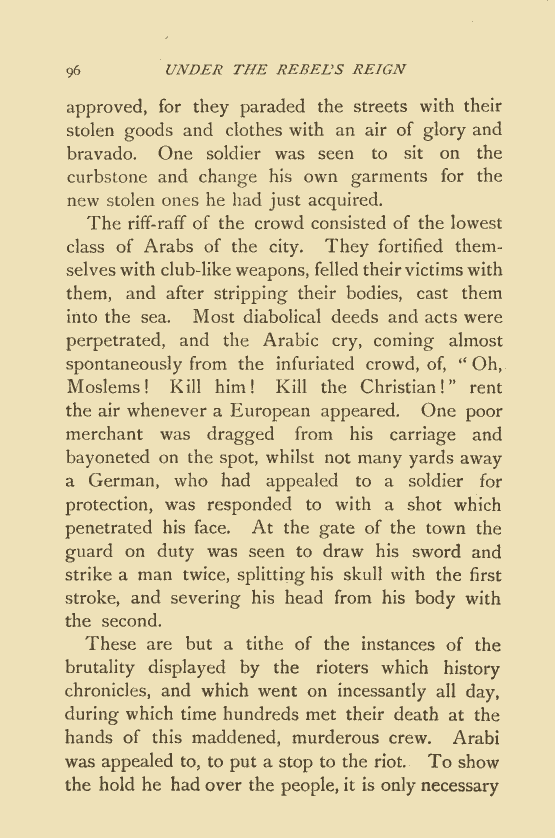 96 UNDER THE REBEL'S REIGN
approved, for they paraded the streets with their
stolen goods and clothes with an air of glory and
bravado. One soldier was seen to sit on the
curbstone and change his own garments for the
new stolen ones he had just acquired.
The riff-raff of the crowd consisted of the lowest
class of Arabs of the city. They fortified them-
selves with club-like weapons, felled their victims with
them, and after stripping their bodies, cast them
into the sea. Most diabolical deeds and acts were
perpetrated, and the Arabic cry, coming almost
spontaneously from the infuriated crowd, of, “ Oh,
Moslems! Kill him! Kill the Christian!” rent
the air whenever a European appeared. One poor
merchant was dragged from his carriage and
bayoneted on the spot, whilst not many yards away
a German, who had appealed to a soldier for
protection, was responded to with a shot which
penetrated his face. At the gate of the town the
guard on duty was seen to draw his sword and
strike a man twice, splitting his skull with the first
stroke, and severing his head from his body with
the second.
These are but a tithe of the instances of the
brutality displayed by the rioters which history
chronicles, and which went on incessantly all day,
during which time hundreds met their death at the
hands of this maddened, murderous crew. Arabi
was appealed to, to put a stop to the riot. To show
the hold he had over the people, it is only necessary